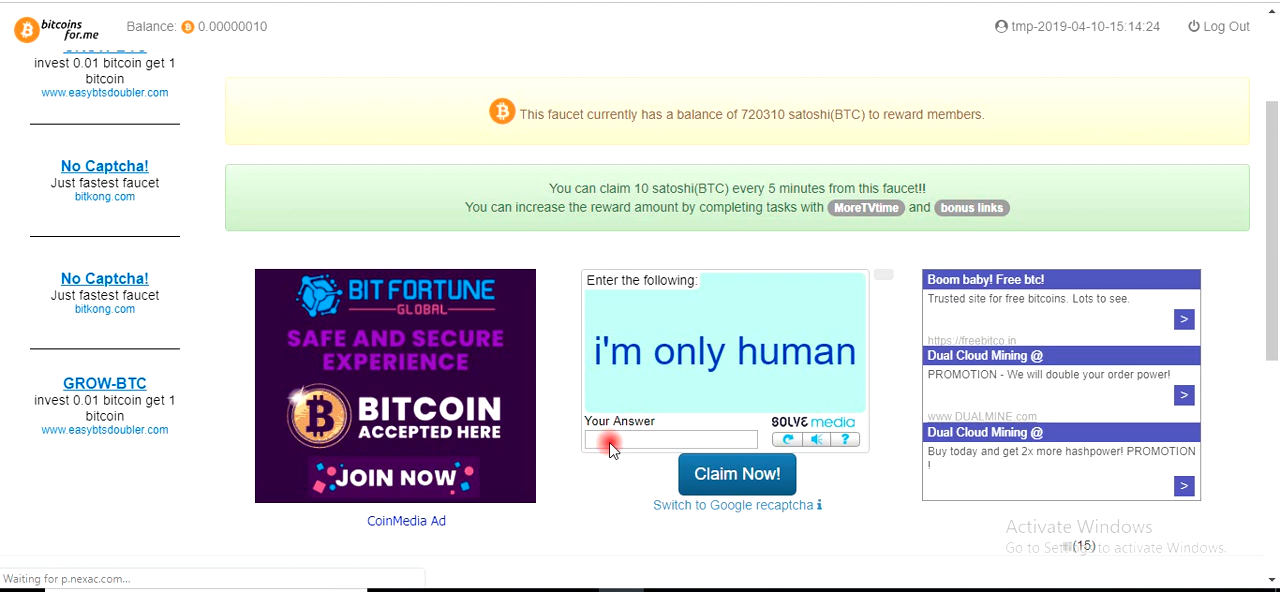 bitcoins
for.me
Balance: 0.00000010
tmp-2019-04-10-15:14:24
Log Out
invest 0.01 bitcoin get 1
bitcoin
www.easybtsdoubler.com
No Captcha!
Just fastest faucet
bitkong.com
No Captcha!
Just fastest faucet
bitkong.com
GROW-BTC
invest 0.01 bitcoin get 1
bitcoin
www.easybtsdoubler.com
This faucet currently has a balance of 720310 satoshi(BTC) to reward members.
You can claim 10 satoshi(BTC) every 5 minutes from this faucet!!
You can increase the reward amount by completing tasks with MoreTVtime and bonus links
BIT FORTUNE
GLOBAL
SAFE AND SECURE
EXPERIENCE
BITCOIN
ACCEPTED HERE
JOIN NOW
CoinMedia Ad
Enter the following:
i'm only human
Your Answer
SOLVE media
?
Claim Now!
Switch to Google recaptcha i
Boom baby! Free btc!
Trusted site for free bitcoins. Lots to see.
>
https://freebitco.in
Dual Cloud Mining @
PROMOTION - We will double your order power!
>
www.DUALMINE.com
Dual Cloud Mining @
Buy today and get 2x more hashpower! PROMOTION
!
>
Activate Windows
Go to Settings to activate Windows.
(15)
Waiting for p.nexac.com...